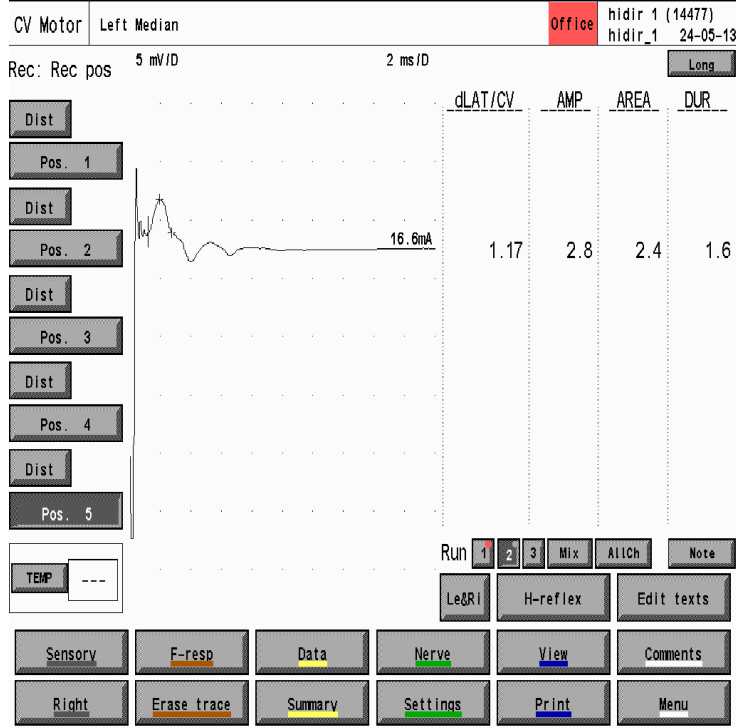 CV Motor Left Median Office hidir 1 (14477)
hidir_1 24-05-13
Rec: Rec pos 5 mV/D 2 ms/D Long
dLAT/CV AMP AREA DUR
Dist
Pos. 1
Dist
Pos. 2 16.6mA 1.17 2.8 2.4 1.6
Dist
Pos. 3
Dist
Pos. 4
Dist
Pos. 5
Run 1 2 3 Mix AllCh Note
TEMP ---
Le&Ri H-reflex Edit texts
Sensory F-resp Data Nerve View Comments
Right Erase trace Summary Settings Print Menu